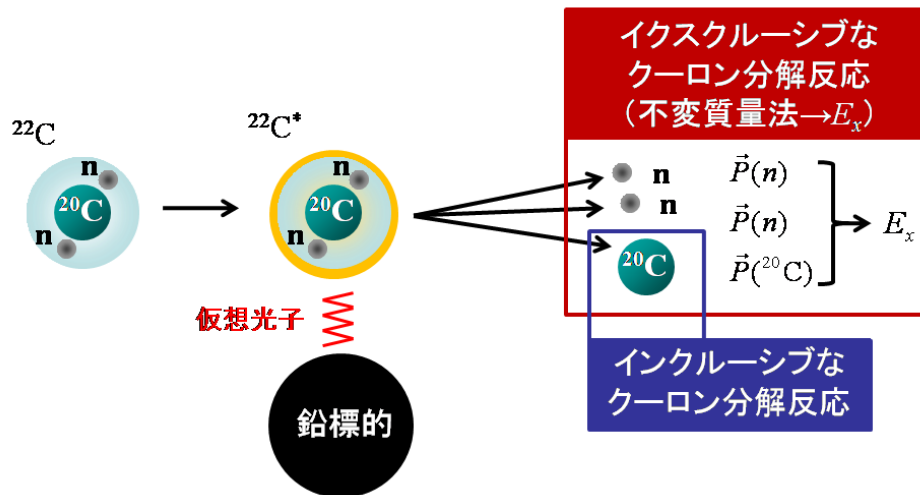 ²²C
n
²⁰C
n
²²C*
n
²⁰C
n
仮想光子
鉛標的
イクスクルーシブな
クーロン分解反応
(不変質量法→Eₓ)
n P⃗(n)
n P⃗(n)
Eₓ
²⁰C P⃗(²⁰C)
インクルーシブな
クーロン分解反応